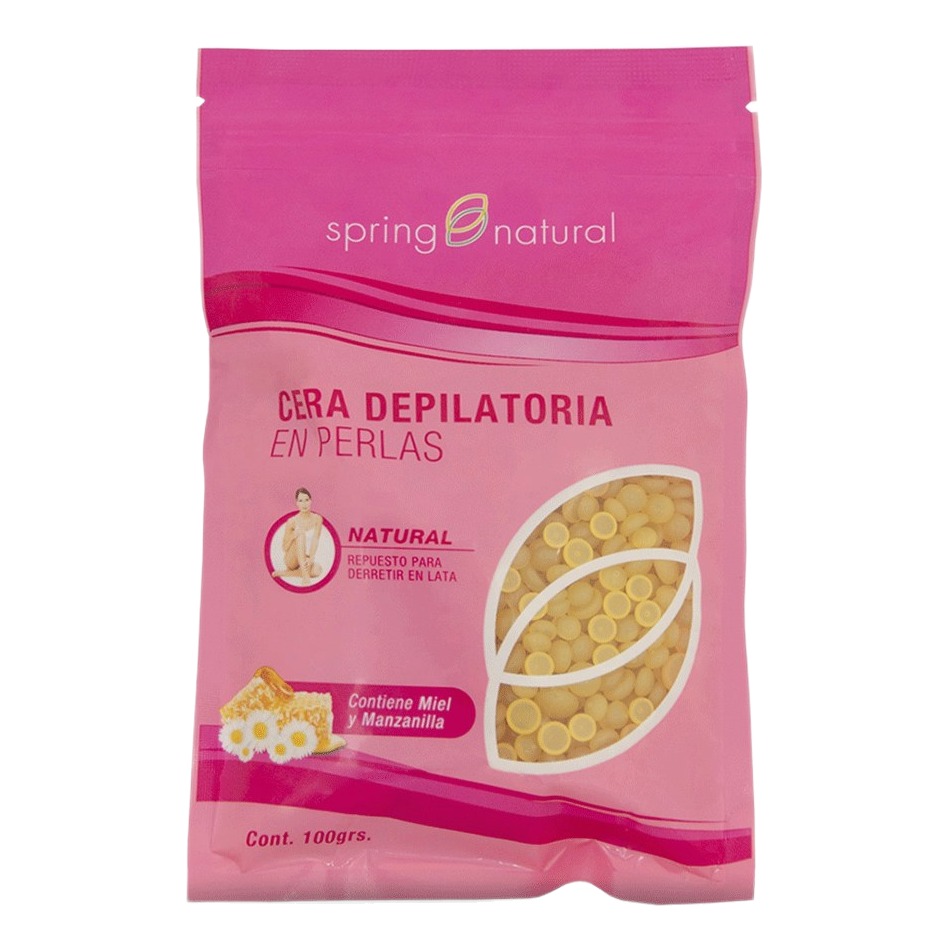 spring natural
CERA DEPILATORIA
EN PERLAS
NATURAL
REPUESTO PARA
DERRETIR EN LATA
Contiene Miel
y Manzanilla
Cont. 100grs.